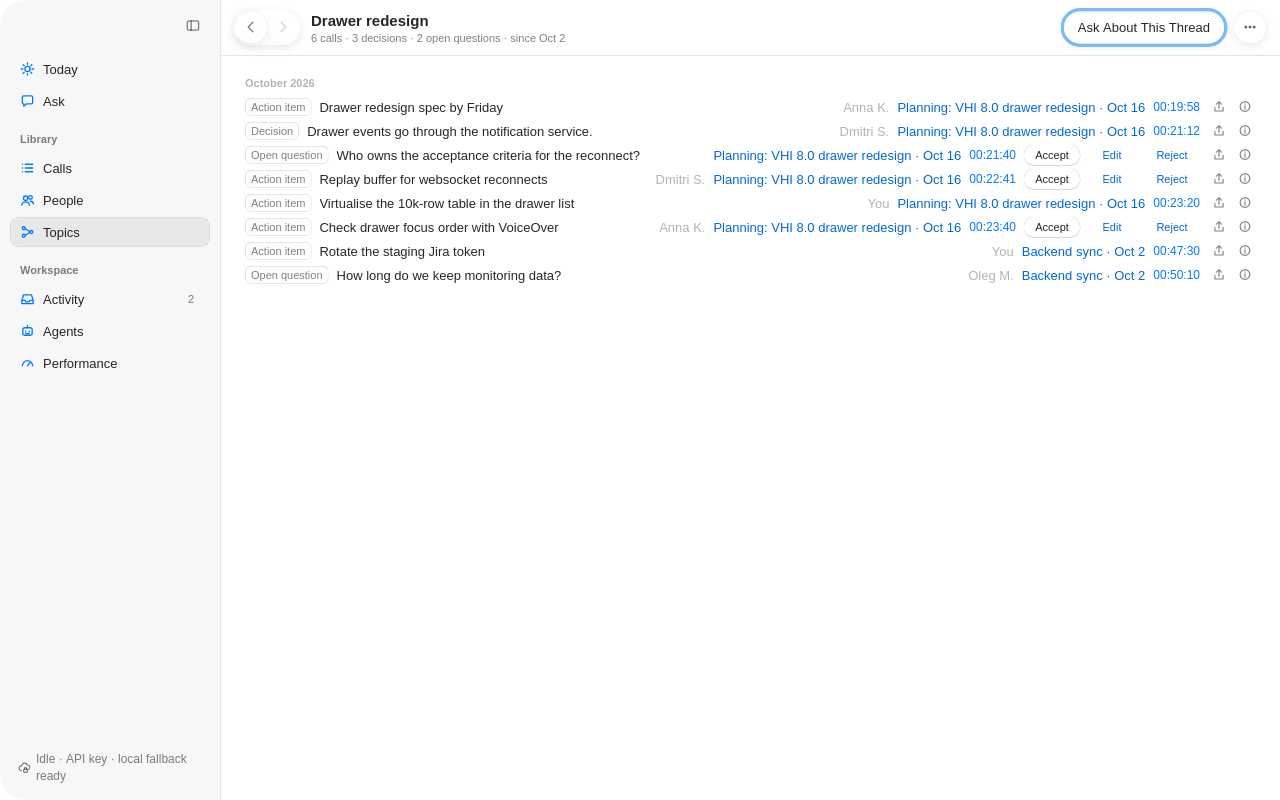 Drawer redesign
6 calls · 3 decisions · 2 open questions · since Oct 2
Ask About This Thread
Today
Ask
Library
Calls
People
Topics
Workspace
Activity 2
Agents
Performance
Idle · API key · local fallback
ready
October 2026
Action item Drawer redesign spec by Friday Anna K. Planning: VHI 8.0 drawer redesign · Oct 16 00:19:58
Decision Drawer events go through the notification service. Dmitri S. Planning: VHI 8.0 drawer redesign · Oct 16 00:21:12
Open question Who owns the acceptance criteria for the reconnect? Planning: VHI 8.0 drawer redesign · Oct 16 00:21:40 Accept Edit Reject
Action item Replay buffer for websocket reconnects Dmitri S. Planning: VHI 8.0 drawer redesign · Oct 16 00:22:41 Accept Edit Reject
Action item Virtualise the 10k-row table in the drawer list You Planning: VHI 8.0 drawer redesign · Oct 16 00:23:20
Action item Check drawer focus order with VoiceOver Anna K. Planning: VHI 8.0 drawer redesign · Oct 16 00:23:40 Accept Edit Reject
Action item Rotate the staging Jira token You Backend sync · Oct 2 00:47:30
Open question How long do we keep monitoring data? Oleg M. Backend sync · Oct 2 00:50:10